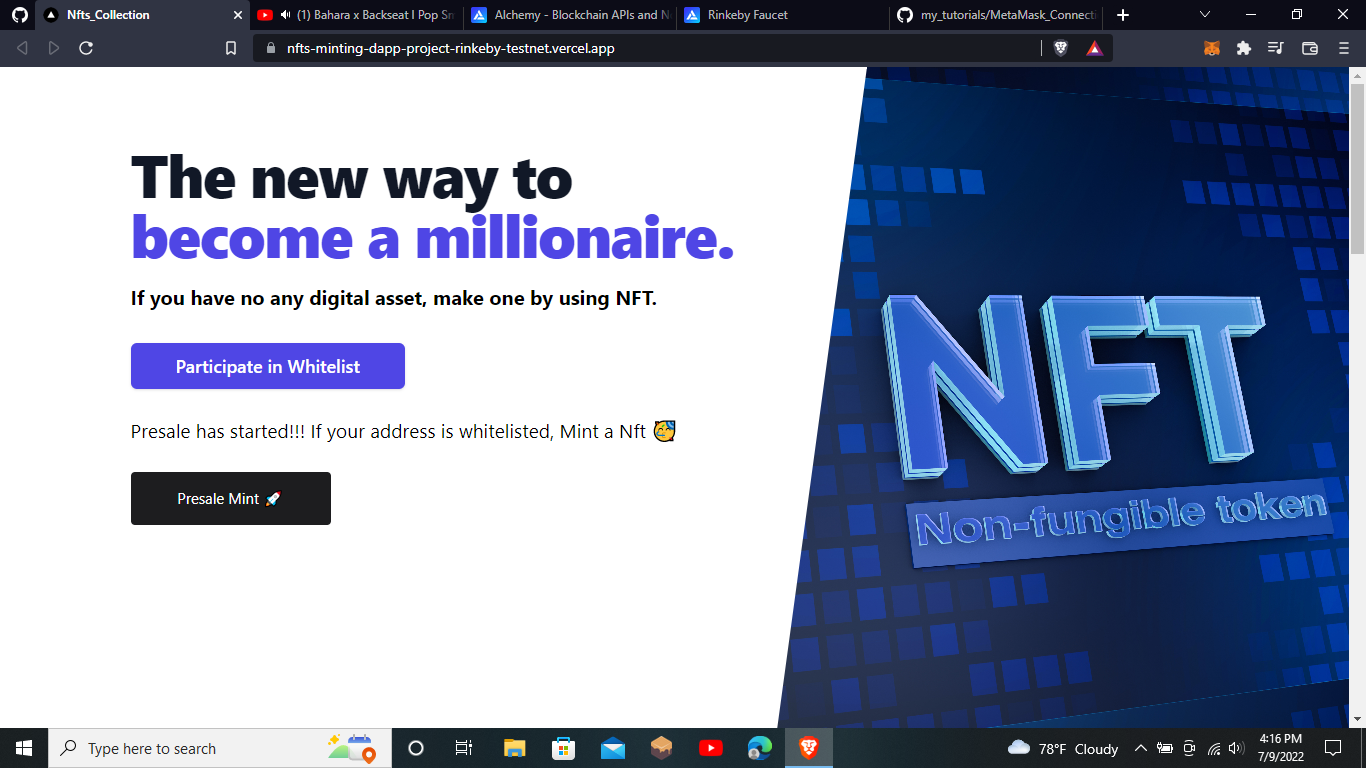 Nfts_Collection
(1) Bahara x Backseat I Pop Sm
Alchemy - Blockchain APIs and N
Rinkeby Faucet
my_tutorials/MetaMask_Connecti
nfts-minting-dapp-project-rinkeby-testnet.vercel.app
The new way to
become a millionaire.
If you have no any digital asset, make one by using NFT.
Participate in Whitelist
Presale has started!!! If your address is whitelisted, Mint a Nft 🥳
Presale Mint 🚀
NFT
Non-fungible token
Type here to search
78°F Cloudy
4:16 PM
7/9/2022